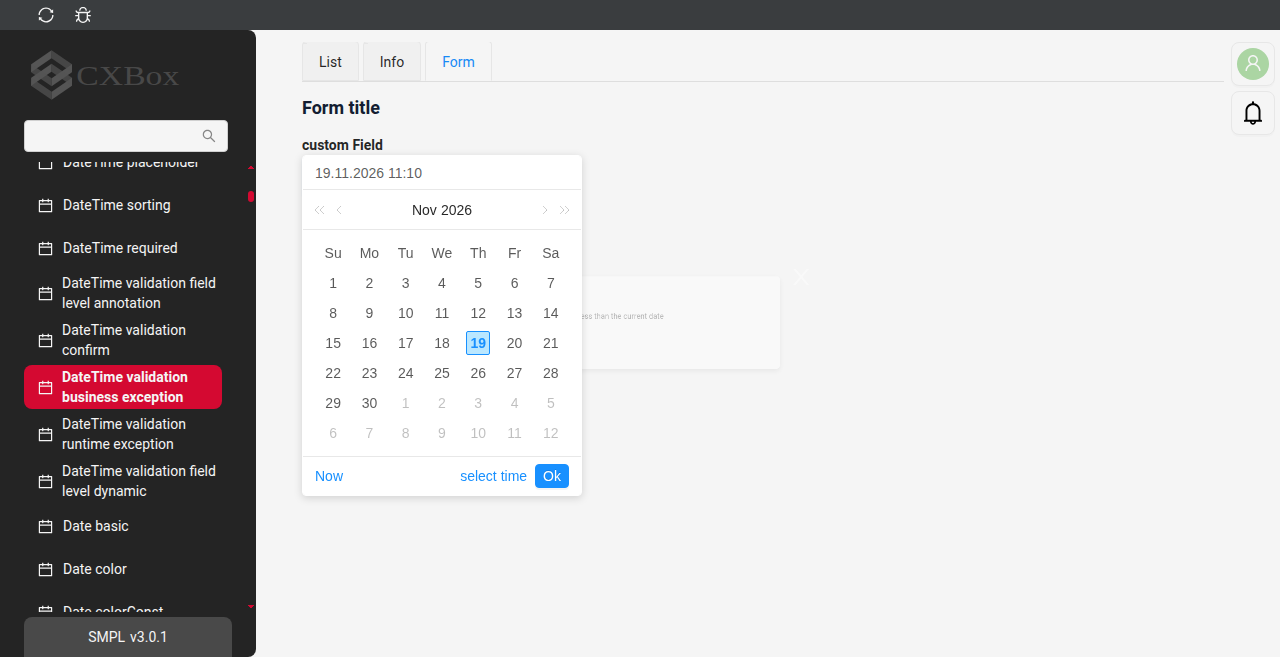 CXBox
DateTime placeholder
DateTime sorting
DateTime required
DateTime validation field
level annotation
DateTime validation
confirm
DateTime validation
business exception
DateTime validation
runtime exception
DateTime validation field
level dynamic
Date basic
Date color
Date colorConst
SMPL v3.0.1
List Info Form
Form title
custom Field
19.11.2026 11:10
Nov 2026
Su Mo Tu We Th Fr Sa
1 2 3 4 5 6 7
8 9 10 11 12 13 14
15 16 17 18 19 20 21
22 23 24 25 26 27 28
29 30 1 2 3 4 5
6 7 8 9 10 11 12
Now select time Ok
than the current date